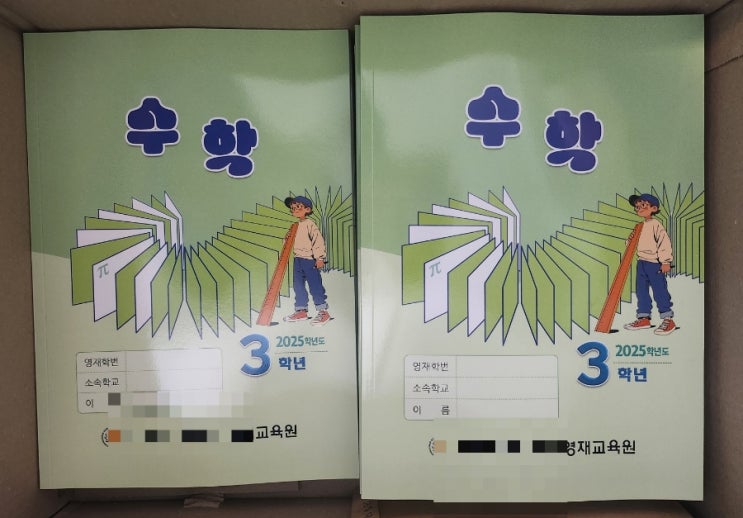 수학
π
3
2025학년도
학년
영재학번
소속학교
이
교육원
수학
π
3
2025학년도
학년
영재학번
소속학교
이 름
영재교육원